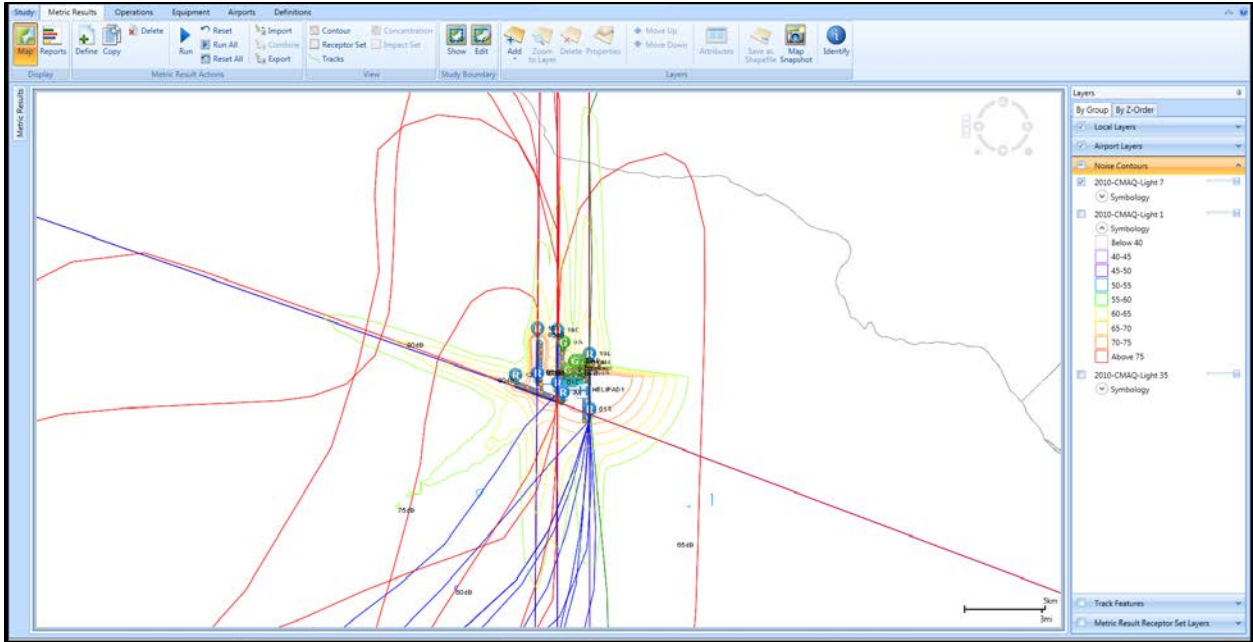 Study Metric Results Operations Equipment Airports Definitions
Map Reports Define Copy Delete Run Reset Run All Reset All Import Combine Export Contour Receptor Set Tracks Concentration Impact Set Show Edit Add Zoom to Layer Delete Properties Move Up Move Down Attributes Save as Shapefile Map Snapshot Identify
Display Metric Result Actions View Study Boundary Layers
Metric Results
Layers
By Group By Z-Order
Local Layers
Airport Layers
Noise Contours
2010-CMAQ-Light 7
Symbology
2010-CMAQ-Light 1
Symbology
Below 40
40-45
45-50
50-55
55-60
60-65
65-70
70-75
Above 75
2010-CMAQ-Light 35
Symbology
Track Features
Metric Result Receptor Set Layers
HELIPAD1
5km
3mi